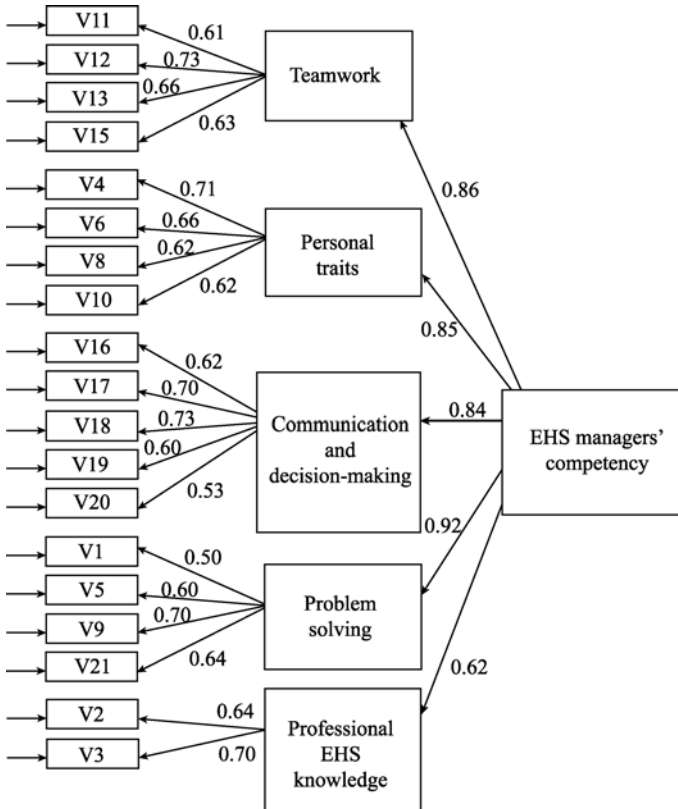 V11
V12
V13
V15
0.61
0.73
0.66
0.63
Teamwork
V4
V6
V8
V10
0.71
0.66
0.62
0.62
Personal
traits
V16
V17
V18
V19
V20
0.62
0.70
0.73
0.60
0.53
Communication
and
decision-making
V1
V5
V9
V21
0.50
0.60
0.70
0.64
Problem
solving
V2
V3
0.64
0.70
Professional
EHS
knowledge
0.86
0.85
0.84
0.92
0.62
EHS managers’
competency